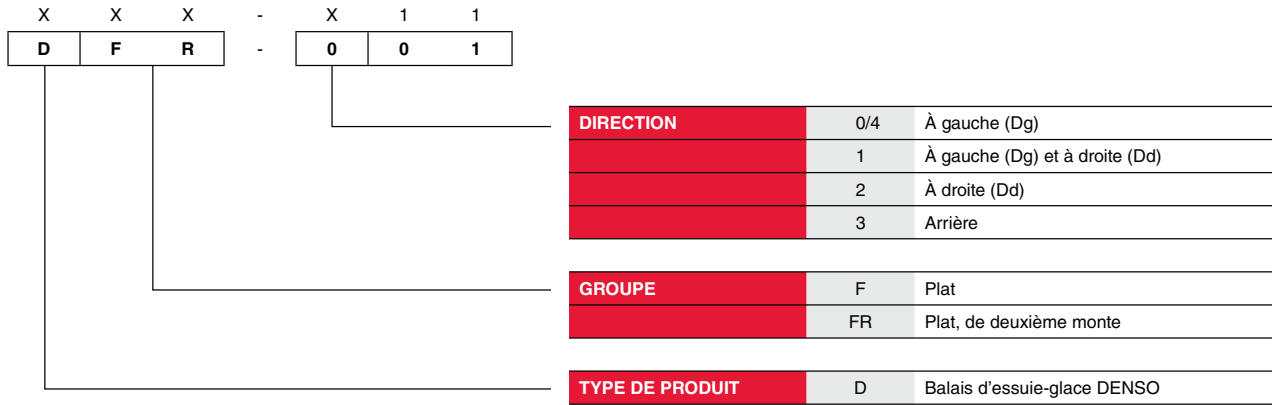 X X X - X 1 1
D F R - 0 0 1
DIRECTION 0/4 À gauche (Dg)
1 À gauche (Dg) et à droite (Dd)
2 À droite (Dd)
3 Arrière
GROUPE F Plat
FR Plat, de deuxième monte
TYPE DE PRODUIT D Balais d'essuie-glace DENSO